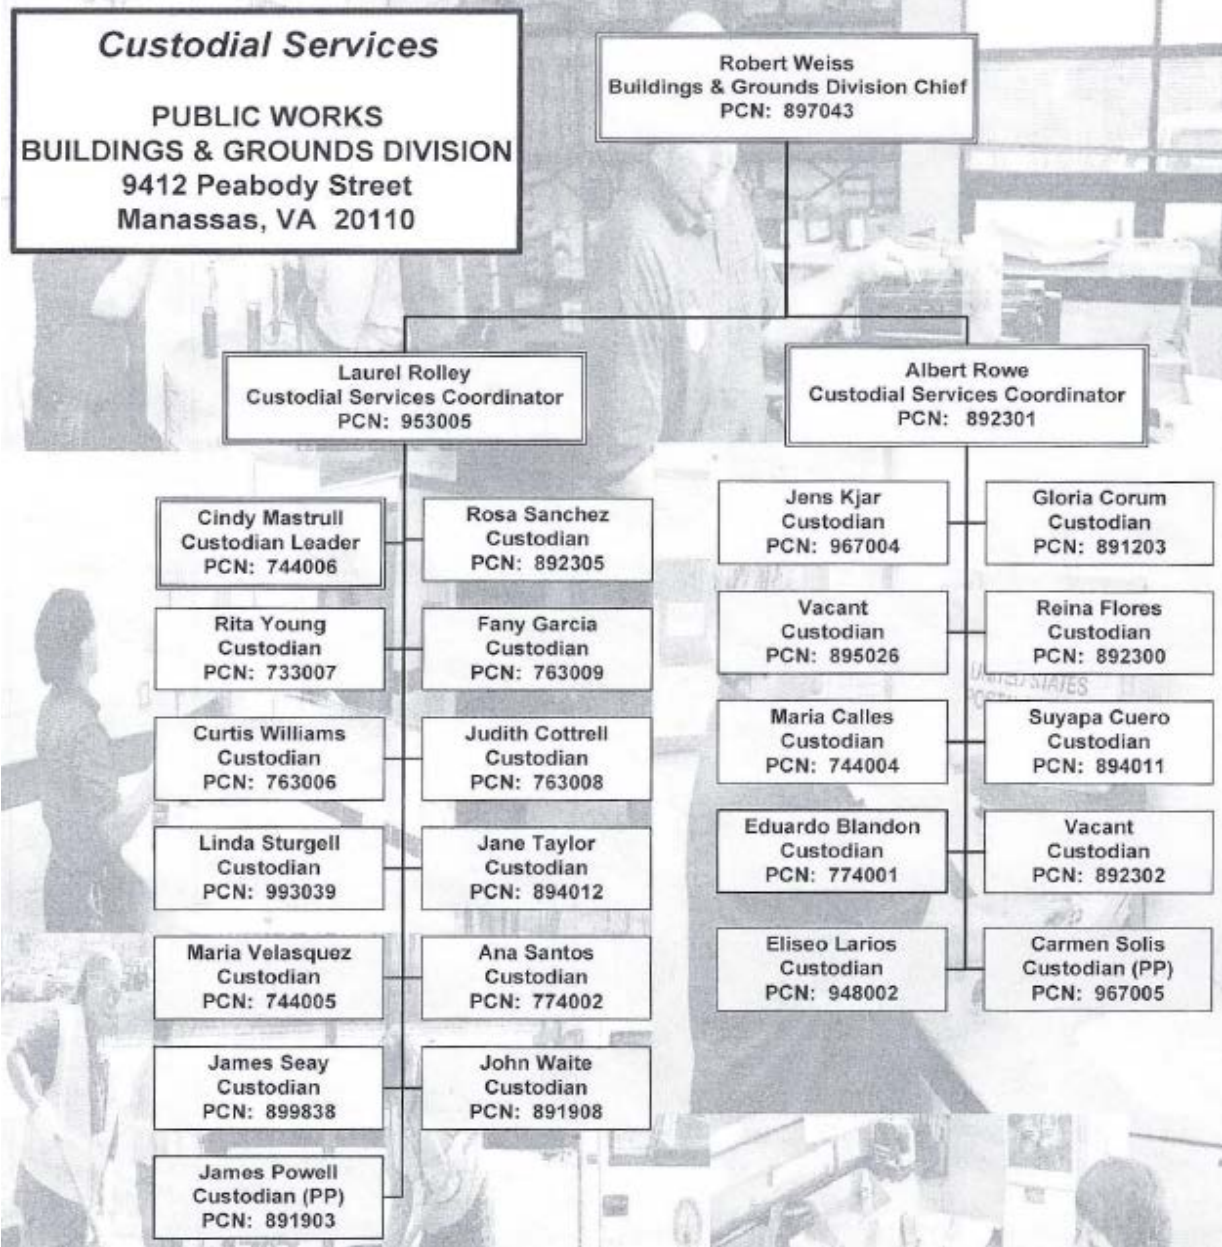 Custodial Services
PUBLIC WORKS
BUILDINGS & GROUNDS DIVISION
9412 Peabody Street
Manassas, VA 20110
Robert Weiss
Buildings & Grounds Division Chief
PCN: 897043
Laurel Rolley
Custodial Services Coordinator
PCN: 953005
Albert Rowe
Custodial Services Coordinator
PCN: 892301
Cindy Mastrull
Custodian Leader
PCN: 744006
Rosa Sanchez
Custodian
PCN: 892305
Rita Young
Custodian
PCN: 733007
Fany Garcia
Custodian
PCN: 763009
Curtis Williams
Custodian
PCN: 763006
Judith Cottrell
Custodian
PCN: 763008
Linda Sturgell
Custodian
PCN: 993039
Jane Taylor
Custodian
PCN: 894012
Maria Velasquez
Custodian
PCN: 744005
Ana Santos
Custodian
PCN: 774002
James Seay
Custodian
PCN: 899838
John Waite
Custodian
PCN: 891908
James Powell
Custodian (PP)
PCN: 891903
Jens Kjar
Custodian
PCN: 967004
Gloria Corum
Custodian
PCN: 891203
Vacant
Custodian
PCN: 895026
Reina Flores
Custodian
PCN: 892300
UNITED STATES
Maria Calles
Custodian
PCN: 744004
Suyapa Cuero
Custodian
PCN: 894011
Eduardo Blandon
Custodian
PCN: 774001
Vacant
Custodian
PCN: 892302
Eliseo Larios
Custodian
PCN: 948002
Carmen Solis
Custodian (PP)
PCN: 967005